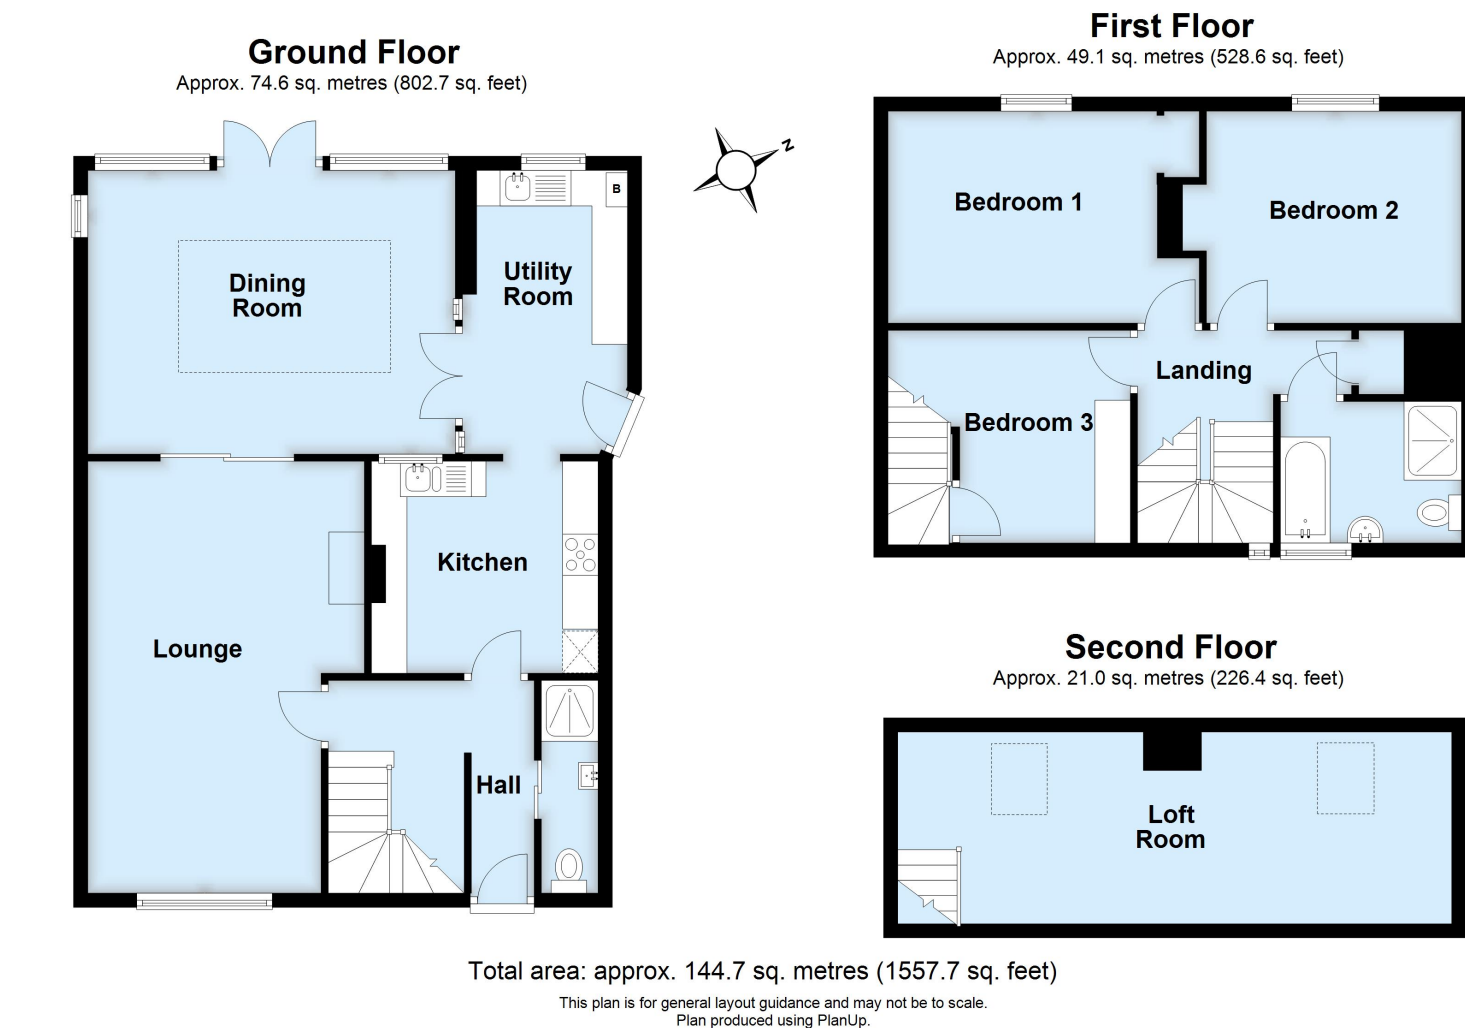 Ground Floor
Approx. 74.6 sq. metres (802.7 sq. feet)
Dining
Room
Utility
Room
B
Lounge
Kitchen
Hall
N
First Floor
Approx. 49.1 sq. metres (528.6 sq. feet)
Bedroom 1
Bedroom 2
Landing
Bedroom 3
Second Floor
Approx. 21.0 sq. metres (226.4 sq. feet)
Loft
Room
Total area: approx. 144.7 sq. metres (1557.7 sq. feet)
This plan is for general layout guidance and may not be to scale.
Plan produced using PlanUp.